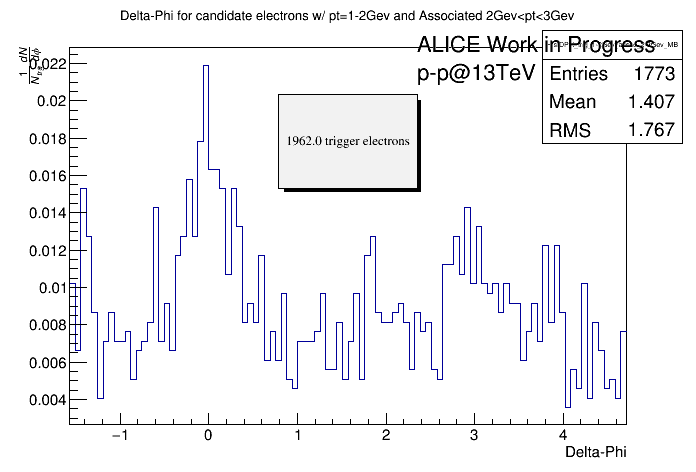 Delta-Phi for candidate electrons w/ pt=1-2Gev and Associated 2Gev<pt<3Gev
ALICE Work in Progress
p-p@13TeV
Entries 1773
Mean 1.407
RMS 1.767
1962.0 trigger electrons
0.022
0.02
0.018
0.016
0.014
0.012
0.01
0.008
0.006
0.004
−1 0 1 2 3 4
Delta-Phi